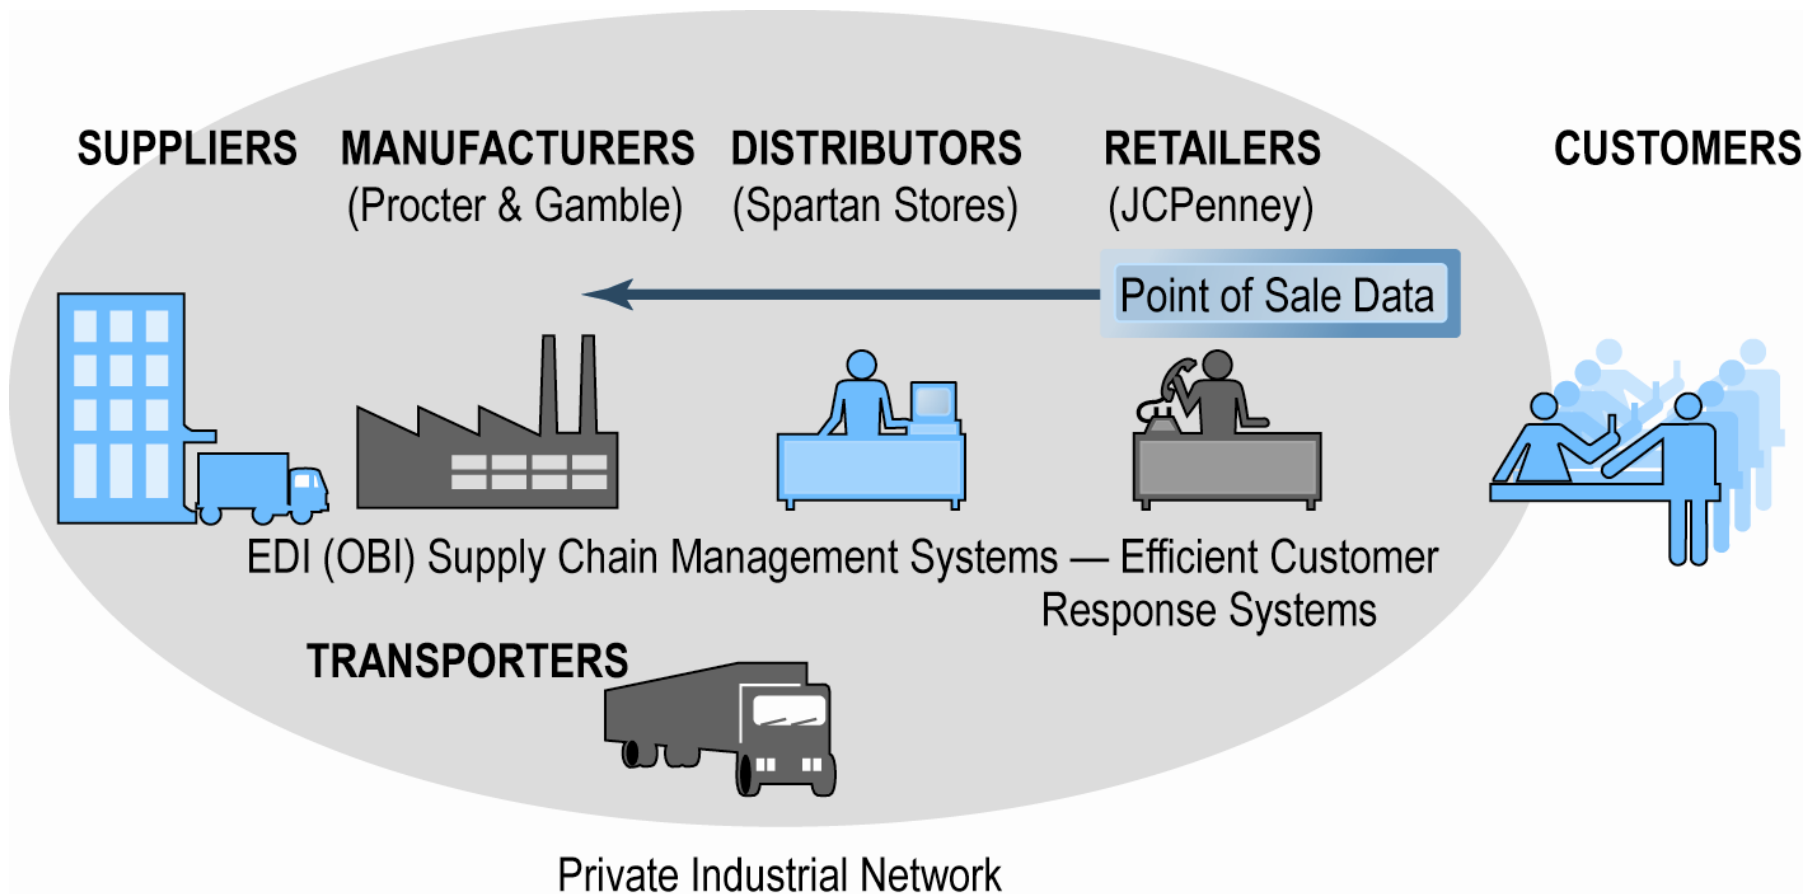 SUPPLIERS MANUFACTURERS DISTRIBUTORS RETAILERS CUSTOMERS
(Procter & Gamble) (Spartan Stores) (JCPenney)
Point of Sale Data
EDI (OBI) Supply Chain Management Systems — Efficient Customer
Response Systems
TRANSPORTERS
Private Industrial Network